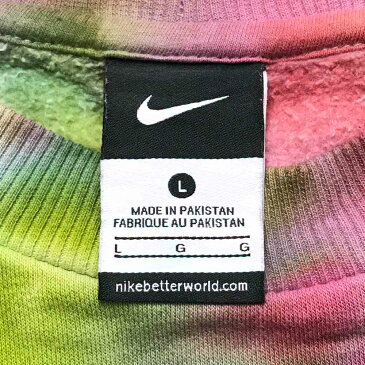 L
MADE IN PAKISTAN
FABRIQUE AU PAKISTAN
L G G
nikebetterworld.com